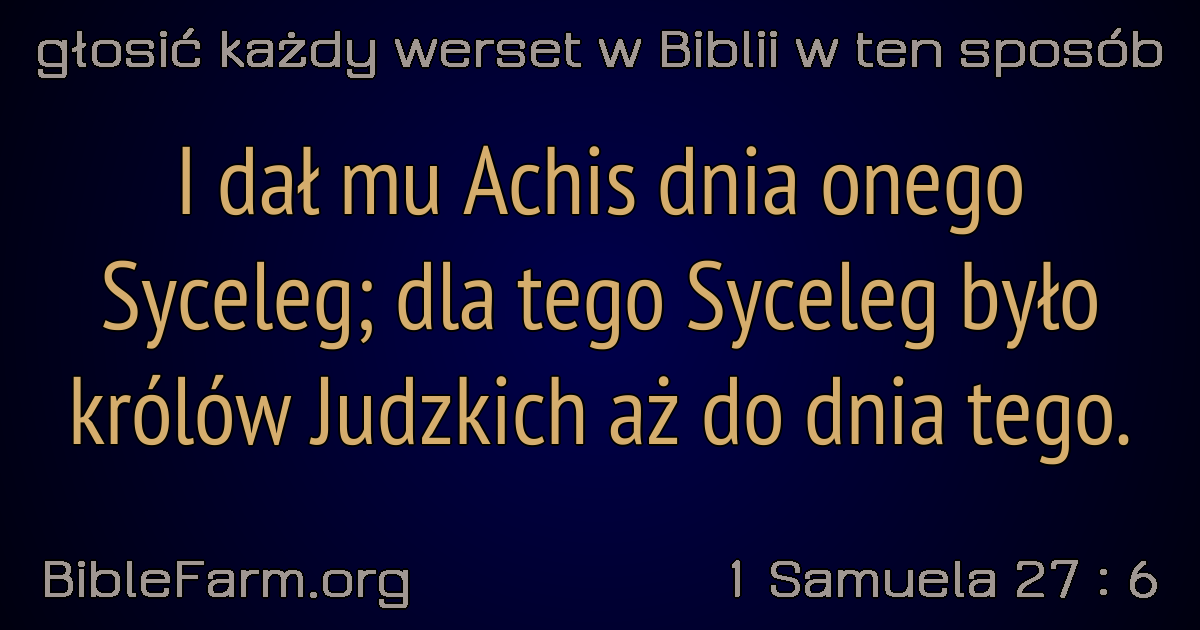 głosić każdy werset w Biblii w ten sposób
I dał mu Achis dnia onego
Syceleg; dla tego Syceleg było
królów Judzkich aż do dnia tego.
BibleFarm.org
1 Samuela 27 : 6